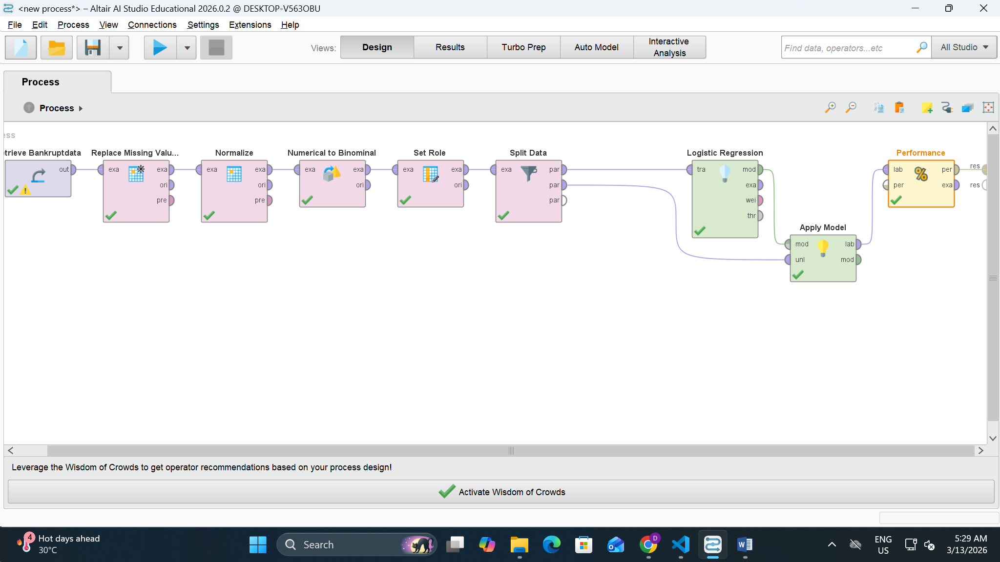 <new process*> – Altair AI Studio Educational 2026.0.2 @ DESKTOP-V563OBU
File Edit Process View Connections Settings Extensions Help
Views: Design Results Turbo Prep Auto Model Interactive Analysis
Find data, operators...etc All Studio
Process
Process
ess
trieve Bankruptdata Replace Missing Valu... Normalize Numerical to Binominal Set Role Split Data Logistic Regression Performance
out exa exa exa exa exa exa exa exa exa par tra mod lab per res
ori ori ori ori par exa per exa res
pre pre par wei
thr
Apply Model
mod lab
unl mod
Leverage the Wisdom of Crowds to get operator recommendations based on your process design!
Activate Wisdom of Crowds
4 Hot days ahead
30°C
Search
ENG
US
5:29 AM
3/13/2026